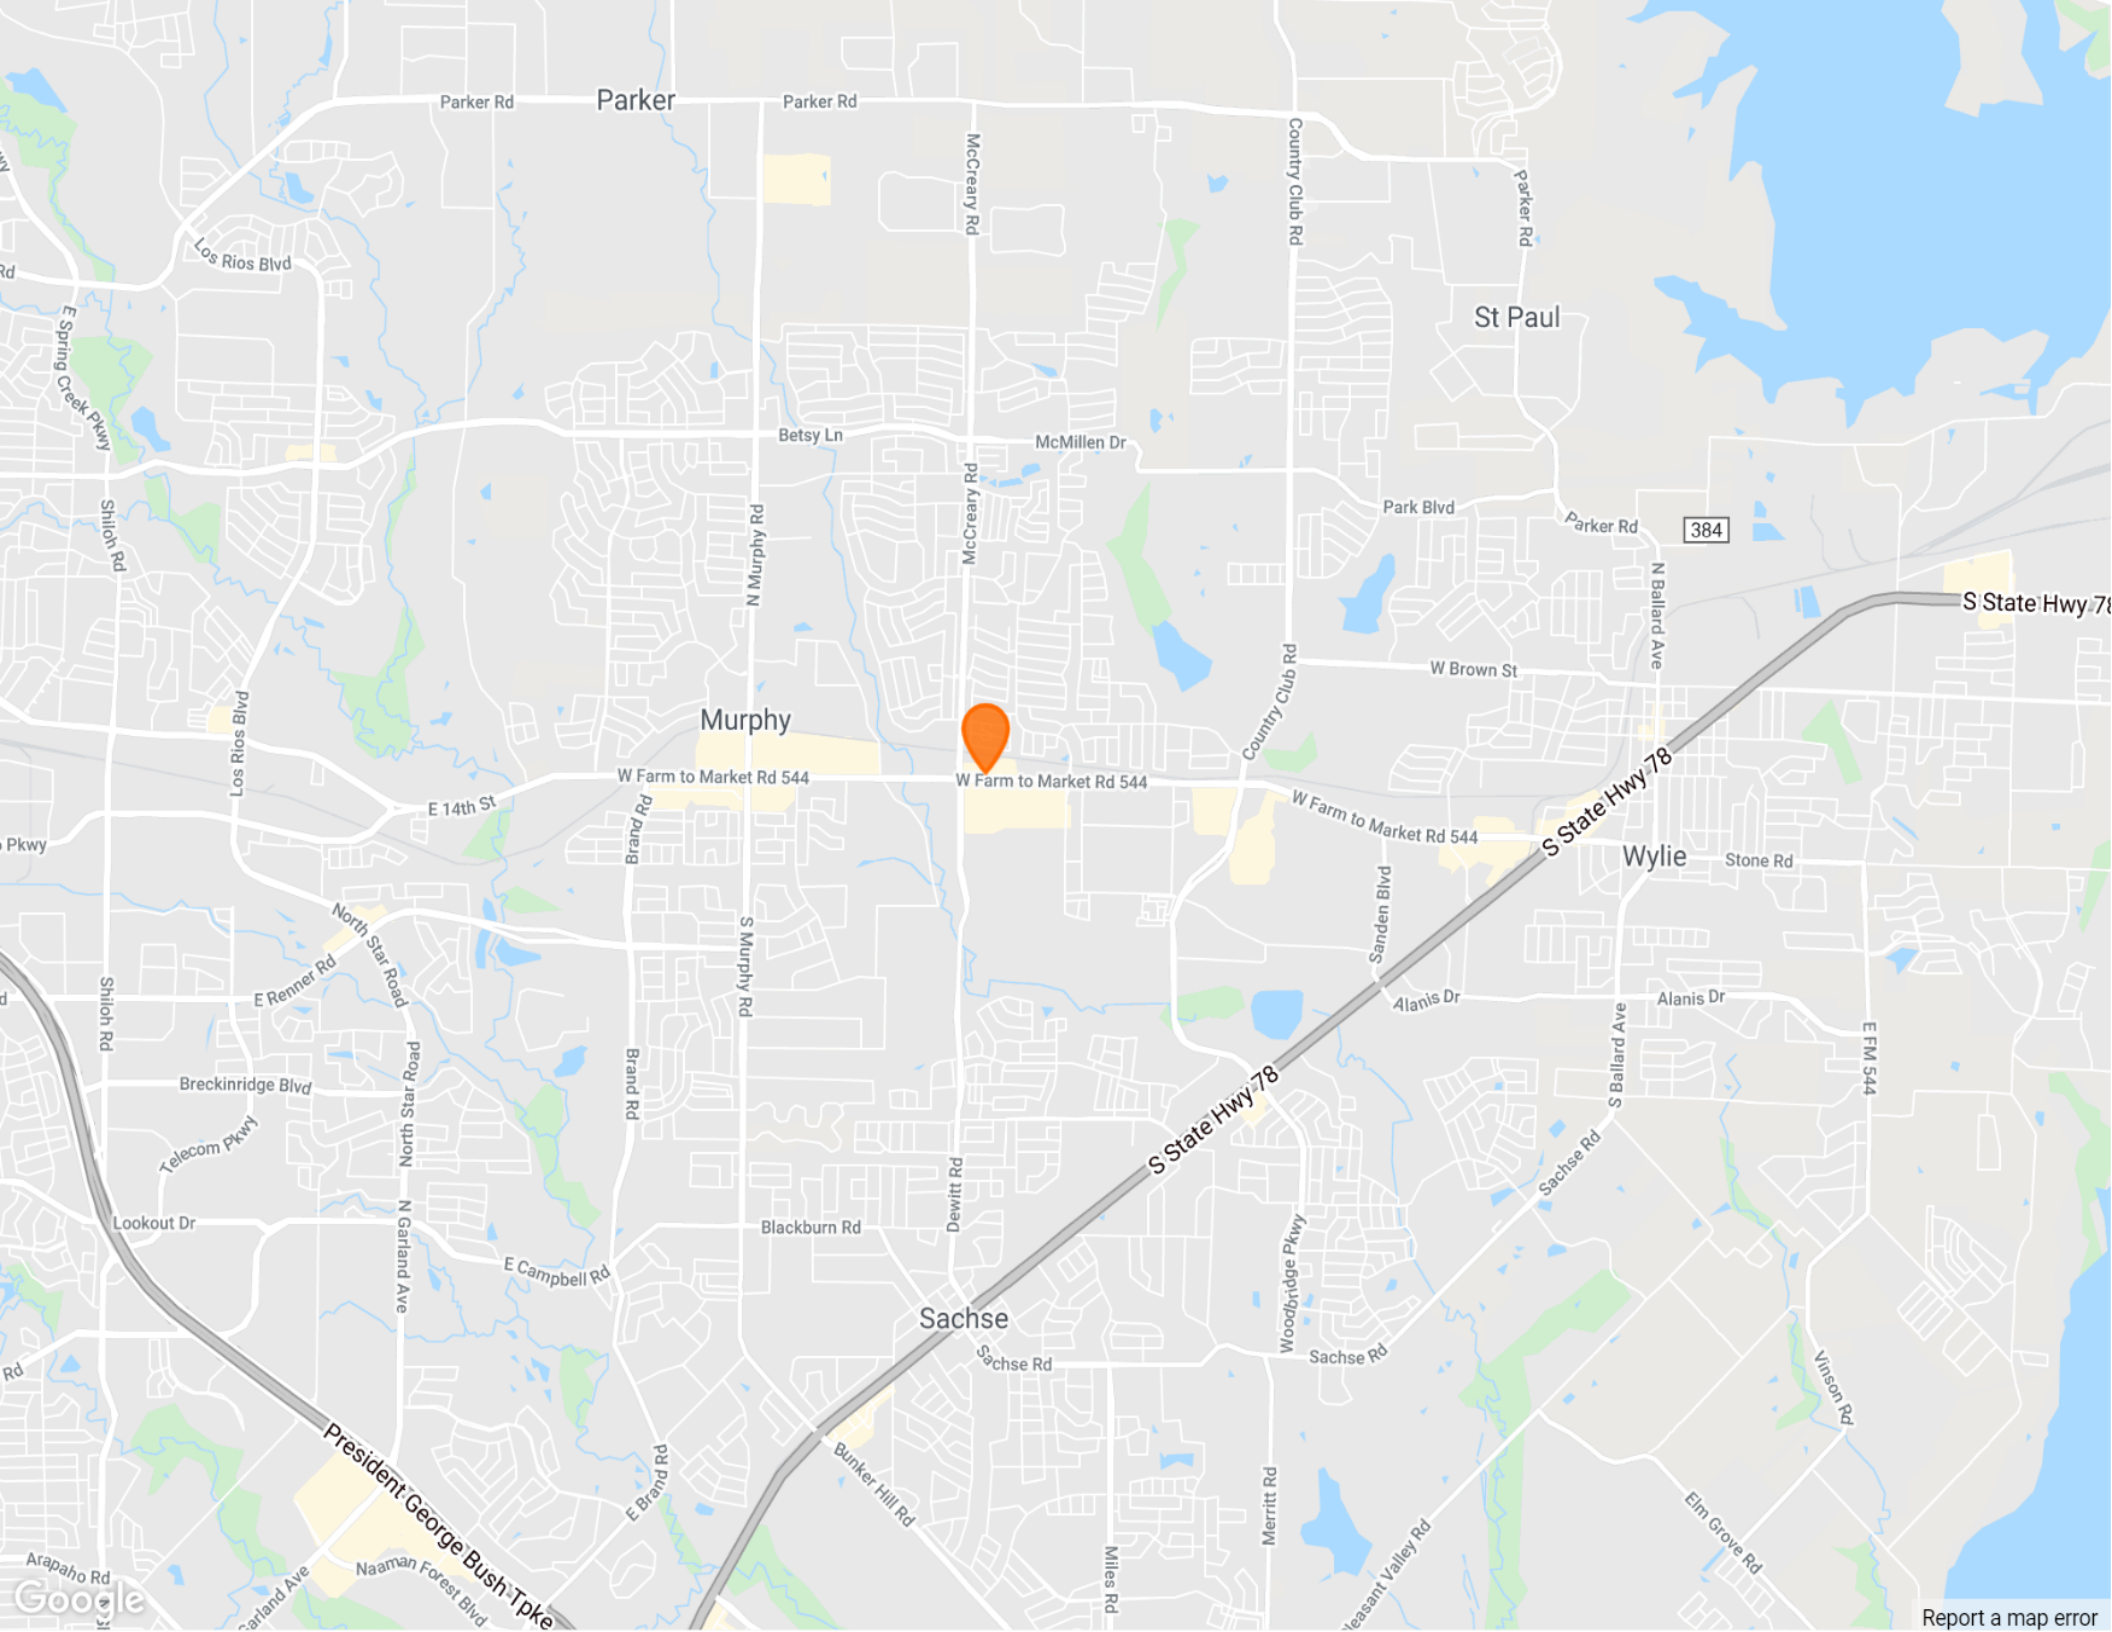 Parker Rd
Parker
Parker Rd
McCreary Rd
Country Club Rd
Parker Rd
Los Rios Blvd
Rd
E Spring Creek Pkwy
St Paul
Betsy Ln
McMillen Dr
McCreary Rd
Shiloh Rd
N Murphy Rd
Park Blvd
Parker Rd
384
N Ballard Ave
S State Hwy 78
Country Club Rd
W Brown St
Los Rios Blvd
Murphy
W Farm to Market Rd 544
W Farm to Market Rd 544
E 14th St
Brand Rd
W Farm to Market Rd 544
S State Hwy 78
Pkwy
Wylie
Stone Rd
Sanden Blvd
North Star Road
S Murphy Rd
E Renner Rd
Shiloh Rd
Alanis Dr
Alanis Dr
S Ballard Ave
E FM 544
North Star Road
Breckinridge Blvd
Brand Rd
S State Hwy 78
Telecom Pkwy
Sachse Rd
Dewitt Rd
Lookout Dr
N Garland Ave
Blackburn Rd
E Campbell Rd
Woodbridge Pkwy
Sachse
Sachse Rd
Sachse Rd
Rd
Vinson Rd
President George Bush Tpke
E Brand Rd
Bunker Hill Rd
Merritt Rd
Miles Rd
Pleasant Valley Rd
Elm Grove Rd
Arapaho Rd
Naaman Forest Blvd
Garland Ave
Google
Report a map error